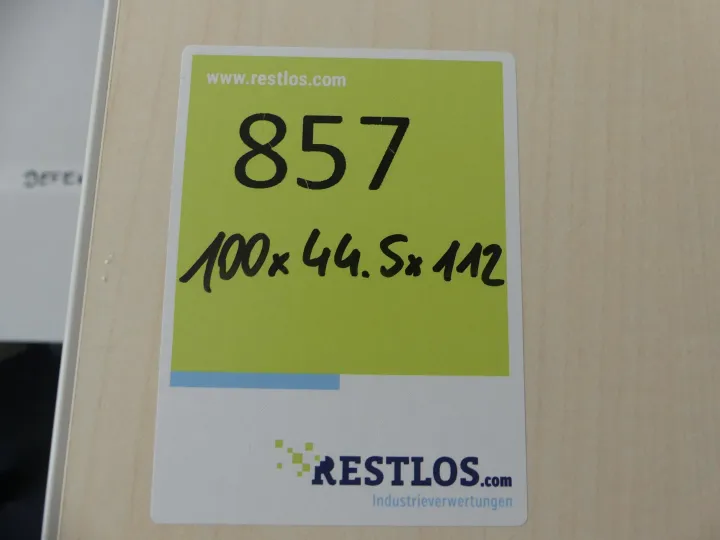 www.restlos.com
857
100x44.5x112
RESTLOS.com
Industrieverwertungen